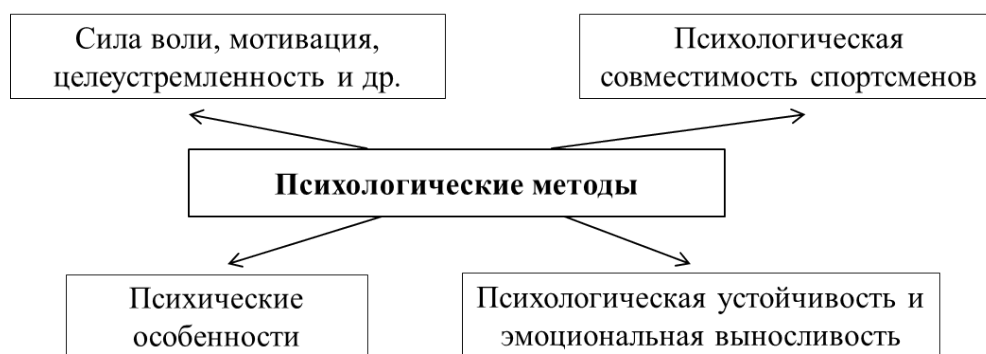 Сила воли, мотивация,
целеустремленность и др.
Психологическая
совместимость спортсменов
Психологические методы
Психические
особенности
Психологическая устойчивость и
эмоциональная выносливость